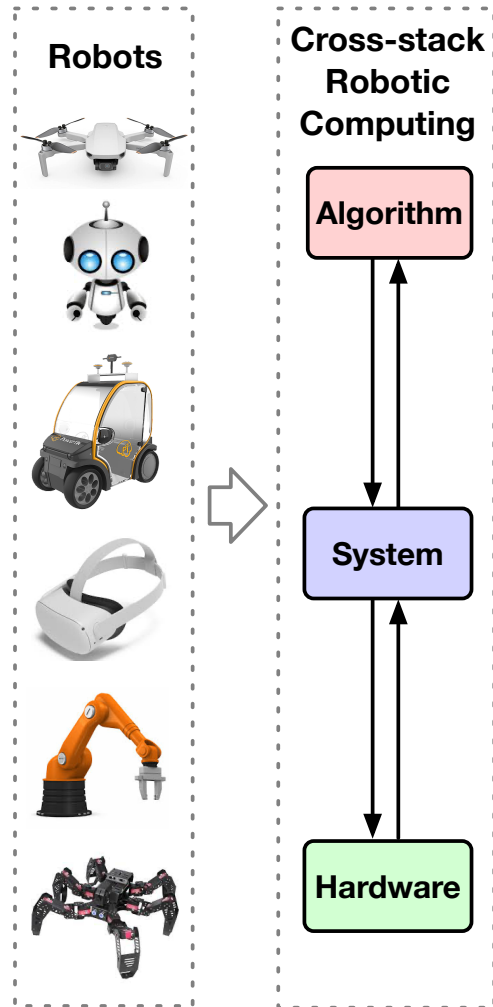 Robots
Cross-stack
Robotic
Computing
Algorithm
System
Hardware